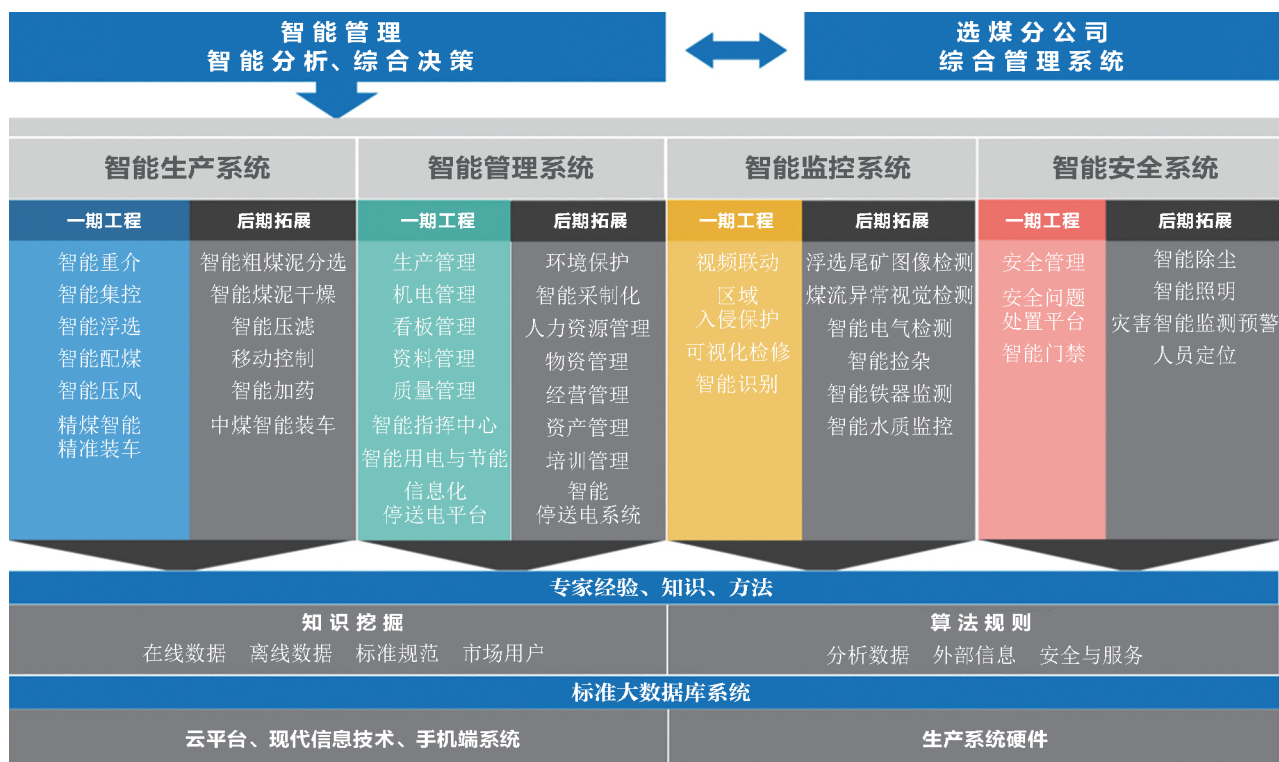 智能管理
智能分析、综合决策
选煤分公司
综合管理系统
智能生产系统
智能管理系统
智能监控系统
智能安全系统
一期工程
后期拓展
一期工程
后期拓展
一期工程
后期拓展
一期工程
后期拓展
智能重介
智能集控
智能浮选
智能配煤
智能压风
精煤智能
精准装车
智能粗煤泥分选
智能煤泥干燥
智能压滤
移动控制
智能加药
中煤智能装车
生产管理
机电管理
看板管理
资料管理
质量管理
智能指挥中心
智能用电与节能
信息化
停送电平台
环境保护
智能采制化
人力资源管理
物资管理
经营管理
资产管理
培训管理
智能
停送电系统
视频联动
区域
入侵保护
可视化检修
智能识别
浮选尾矿图像检测
煤流异常视觉检测
智能电气检测
智能捡杂
智能铁器监测
智能水质监控
安全管理
安全问题
处置平台
智能门禁
智能除尘
智能照明
灾害智能监测预警
人员定位
专家经验、知识、方法
知识挖掘
在线数据 离线数据 标准规范 市场用户
算法规则
分析数据 外部信息 安全与服务
标准大数据库系统
云平台、现代信息技术、手机端系统
生产系统硬件